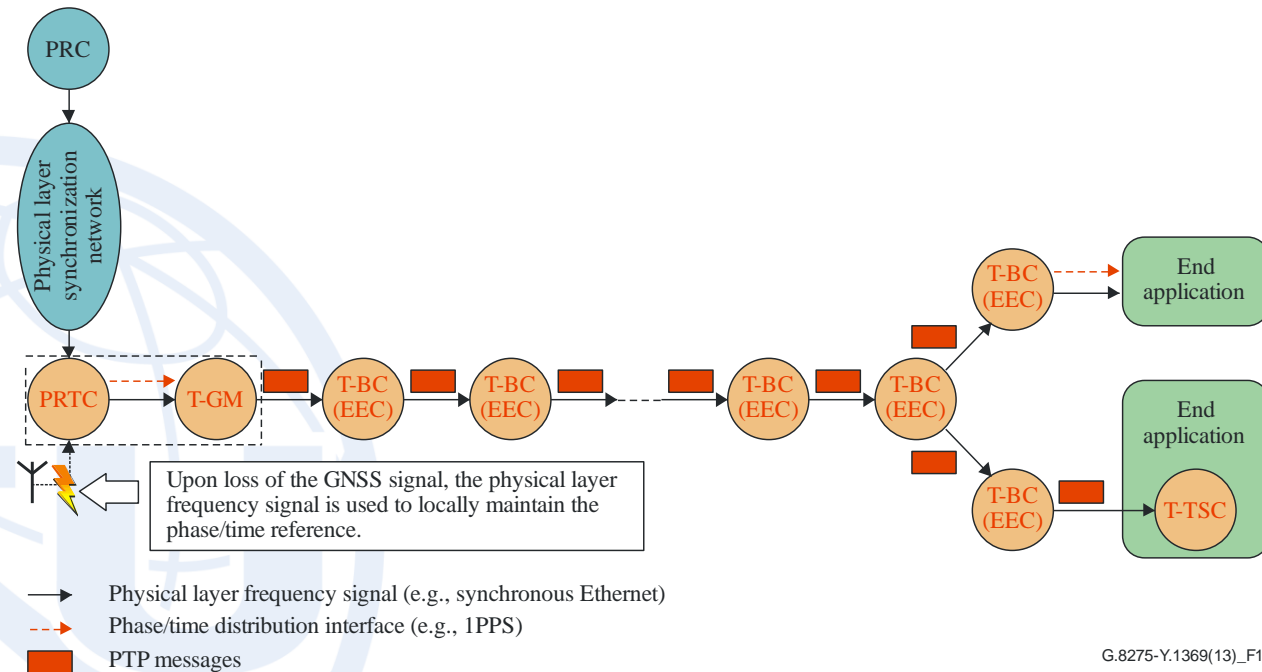 PRC
Physical layer
synchronization
network
PRTC
T-GM
T-BC
(EEC)
T-BC
(EEC)
T-BC
(EEC)
T-BC
(EEC)
T-BC
(EEC)
End
application
T-BC
(EEC)
End
application
T-TSC
Upon loss of the GNSS signal, the physical layer
frequency signal is used to locally maintain the
phase/time reference.
Physical layer frequency signal (e.g., synchronous Ethernet)
Phase/time distribution interface (e.g., 1PPS)
PTP messages
G.8275-Y.1369(13)_F1